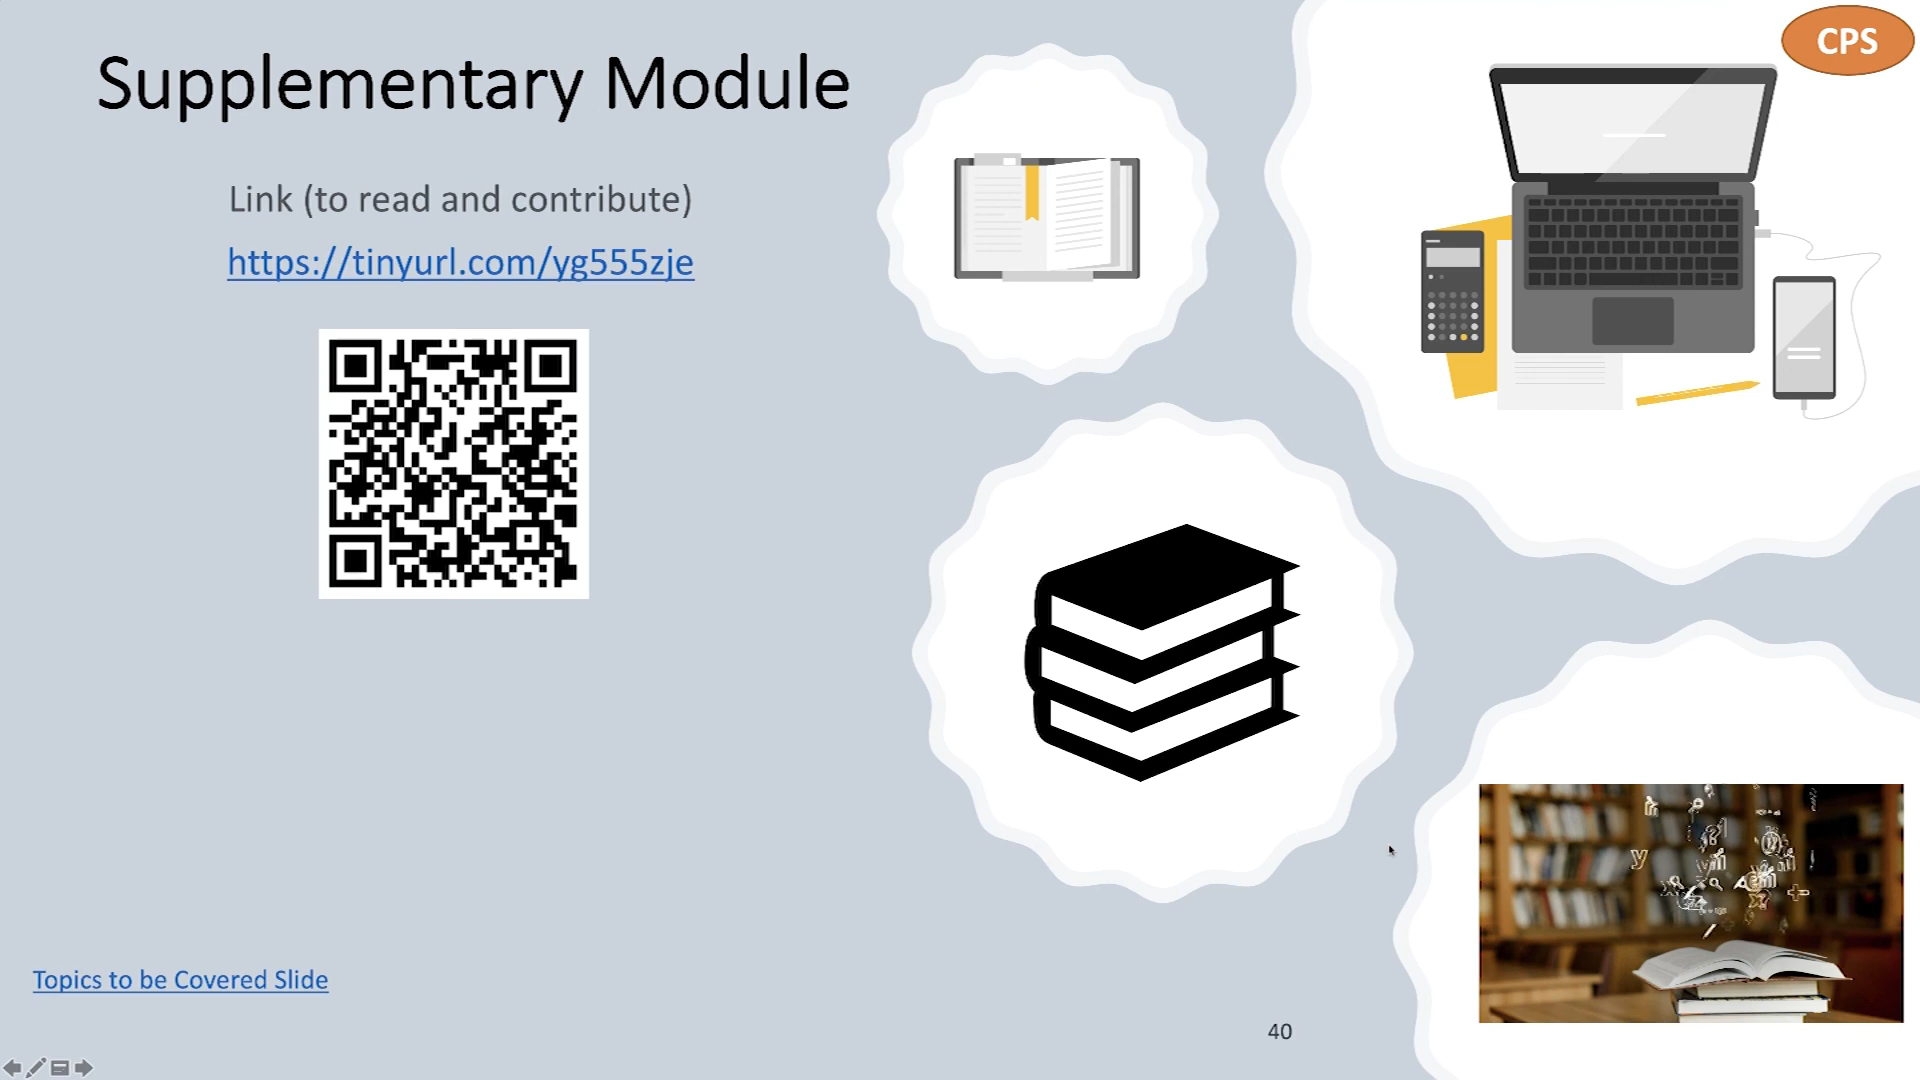 CPS
Supplementary Module
Link (to read and contribute)
https://tinyurl.com/yg555zje
Topics to be Covered Slide
40